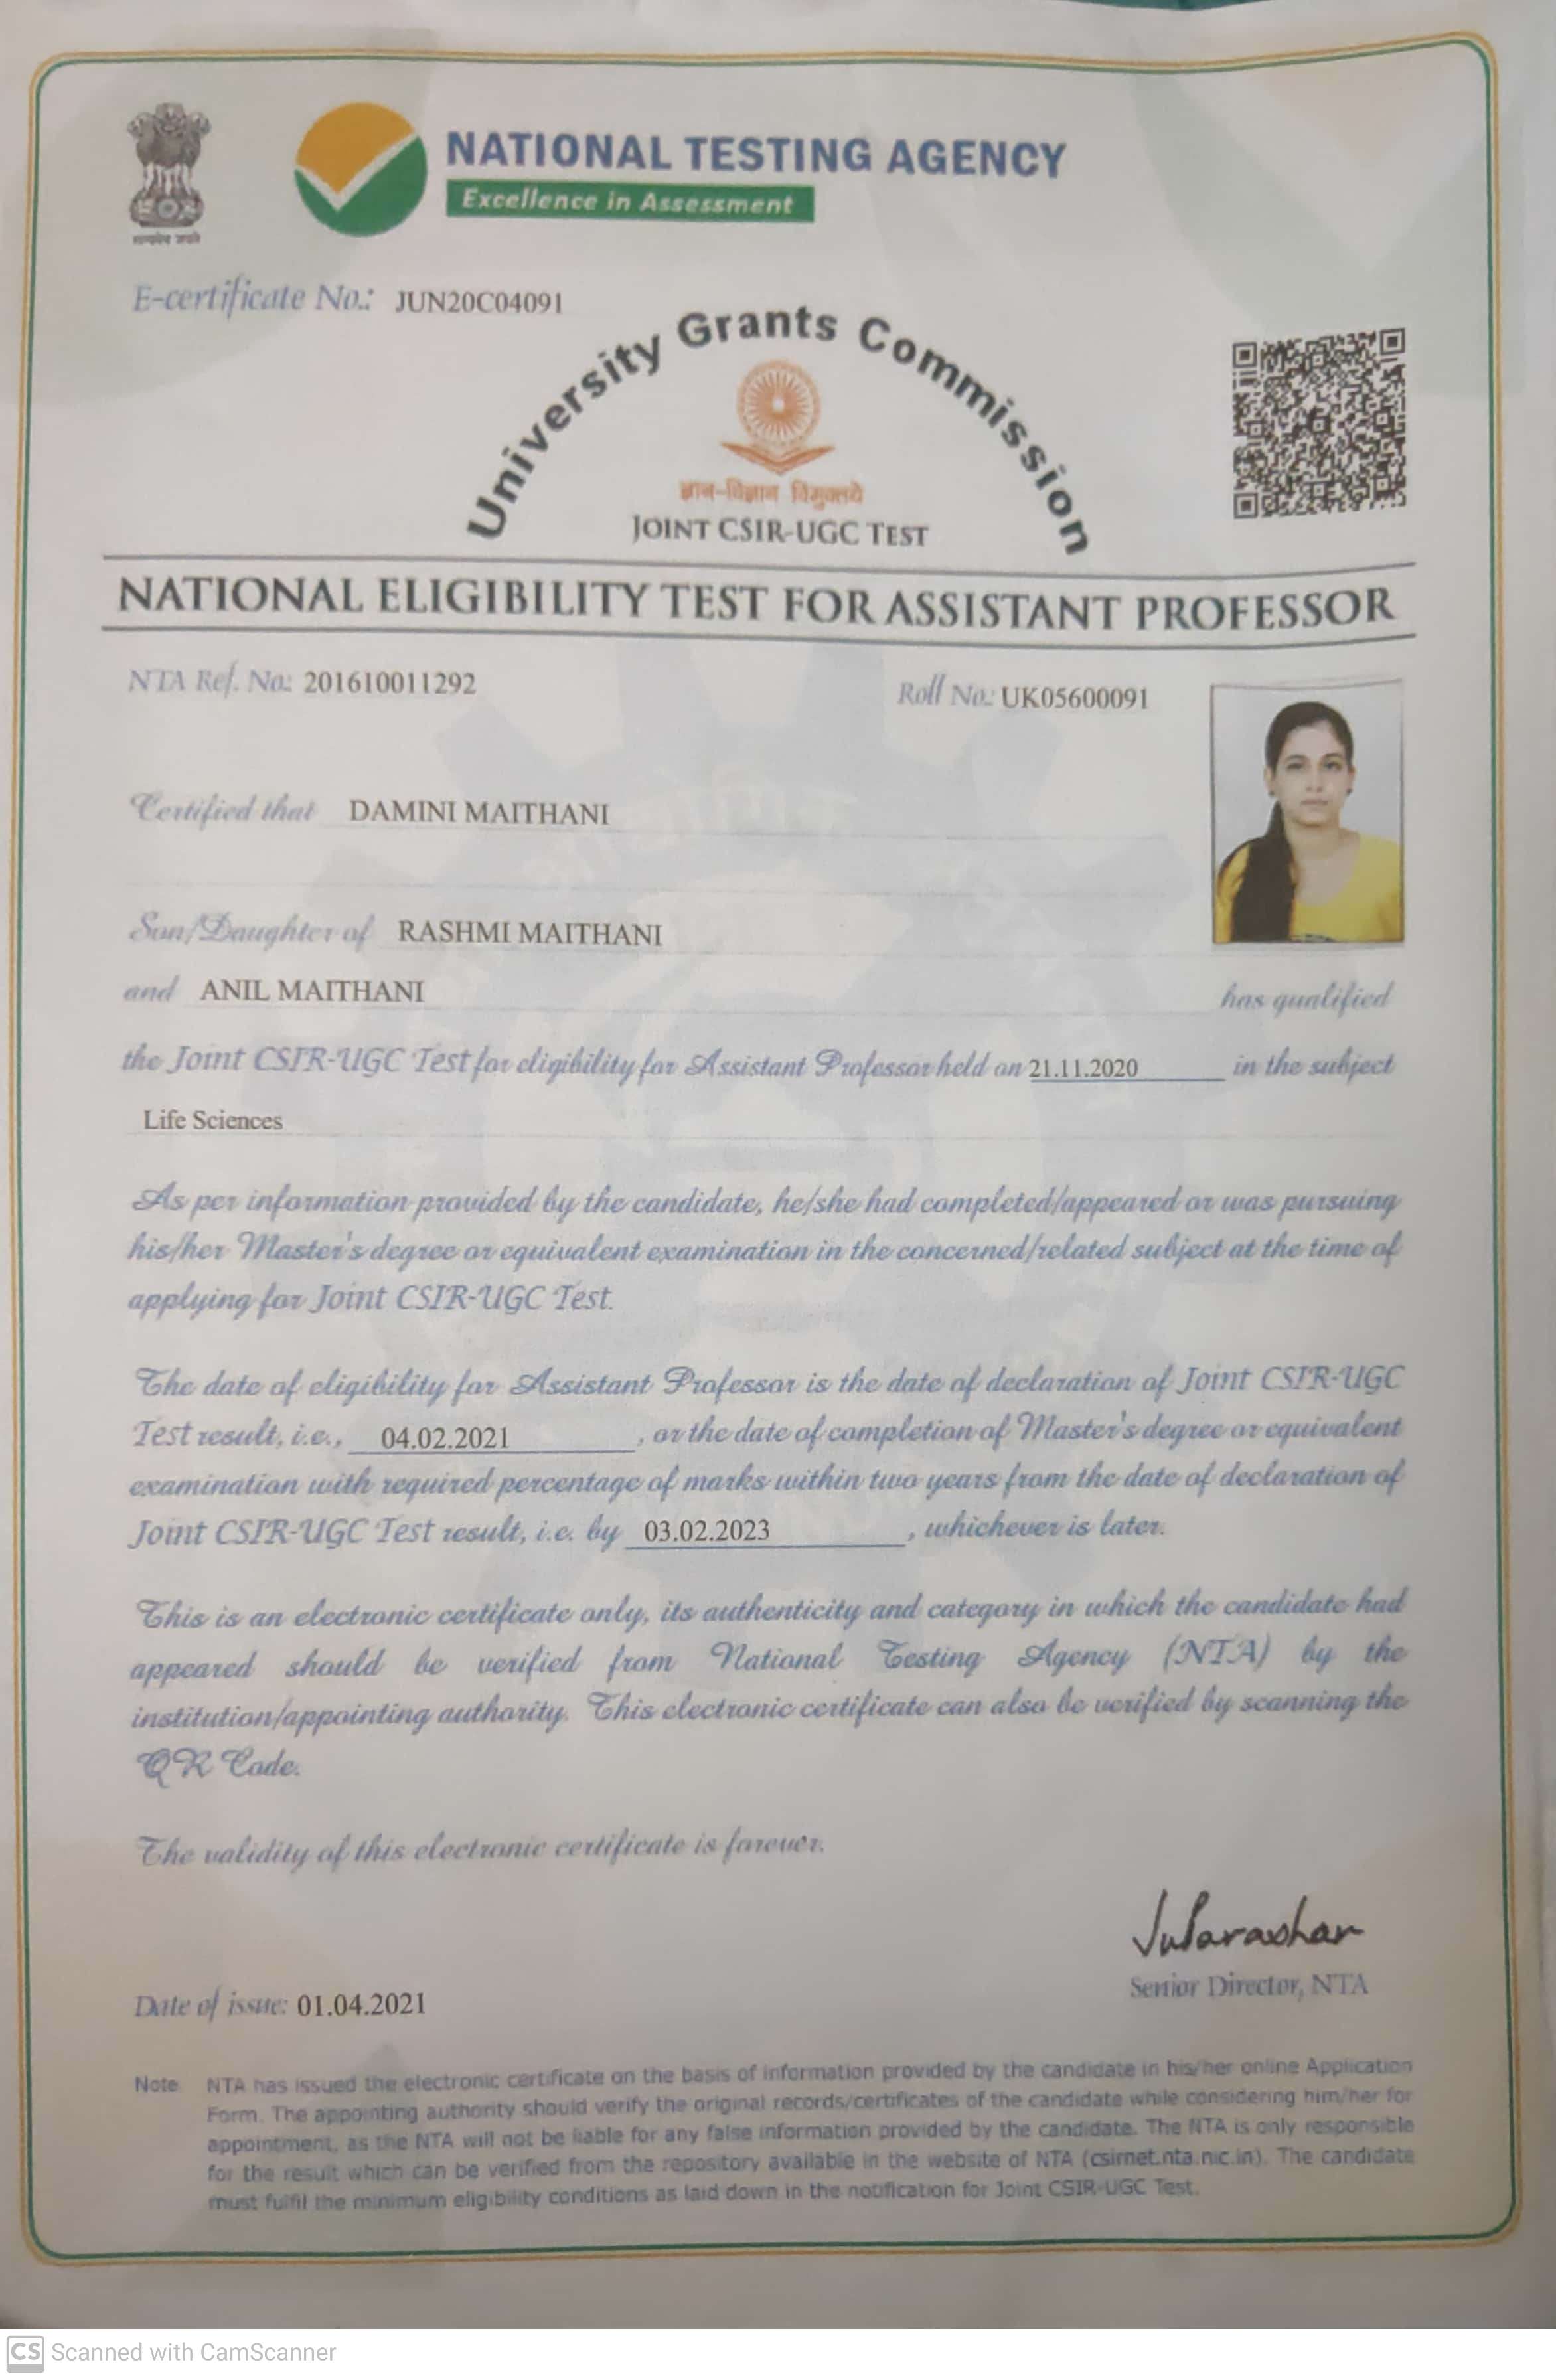 सत्यमेव जयते
NATIONAL TESTING AGENCY
Excellence in Assessment
E-certificate No.: JUN20C04091
University Grants Commission
ज्ञान-विज्ञान विमुक्तये
JOINT CSIR-UGC TEST
NATIONAL ELIGIBILITY TEST FOR ASSISTANT PROFESSOR
NTA Ref. No.: 201610011292 Roll No.: UK05600091
Certified that DAMINI MAITHANI
Son/Daughter of RASHMI MAITHANI
and ANIL MAITHANI has qualified
the Joint CSIR-UGC Test for eligibility for Assistant Professor held on 21.11.2020 in the subject
Life Sciences
As per information provided by the candidate, he/she had completed/appeared or was pursuing
his/her Master's degree or equivalent examination in the concerned/related subject at the time of
applying for Joint CSIR-UGC Test.
The date of eligibility for Assistant Professor is the date of declaration of Joint CSIR-UGC
Test result, i.e., 04.02.2021 , or the date of completion of Master's degree or equivalent
examination with required percentage of marks within two years from the date of declaration of
Joint CSIR-UGC Test result, i.e. by 03.02.2023 , whichever is later.
This is an electronic certificate only, its authenticity and category in which the candidate had
appeared should be verified from National Testing Agency (NTA) by the
institution/appointing authority. This electronic certificate can also be verified by scanning the
QR Code.
The validity of this electronic certificate is forever.
Senior Director, NTA
Date of issue: 01.04.2021
Note: NTA has issued the electronic certificate on the basis of information provided by the candidate in his/her online Application
Form. The appointing authority should verify the original records/certificates of the candidate while considering him/her for
appointment, as the NTA will not be liable for any false information provided by the candidate. The NTA is only responsible
for the result which can be verified from the repository available in the website of NTA (csirnet.nta.nic.in). The candidate
must fulfil the minimum eligibility conditions as laid down in the notification for Joint CSIR-UGC Test.
CS Scanned with CamScanner